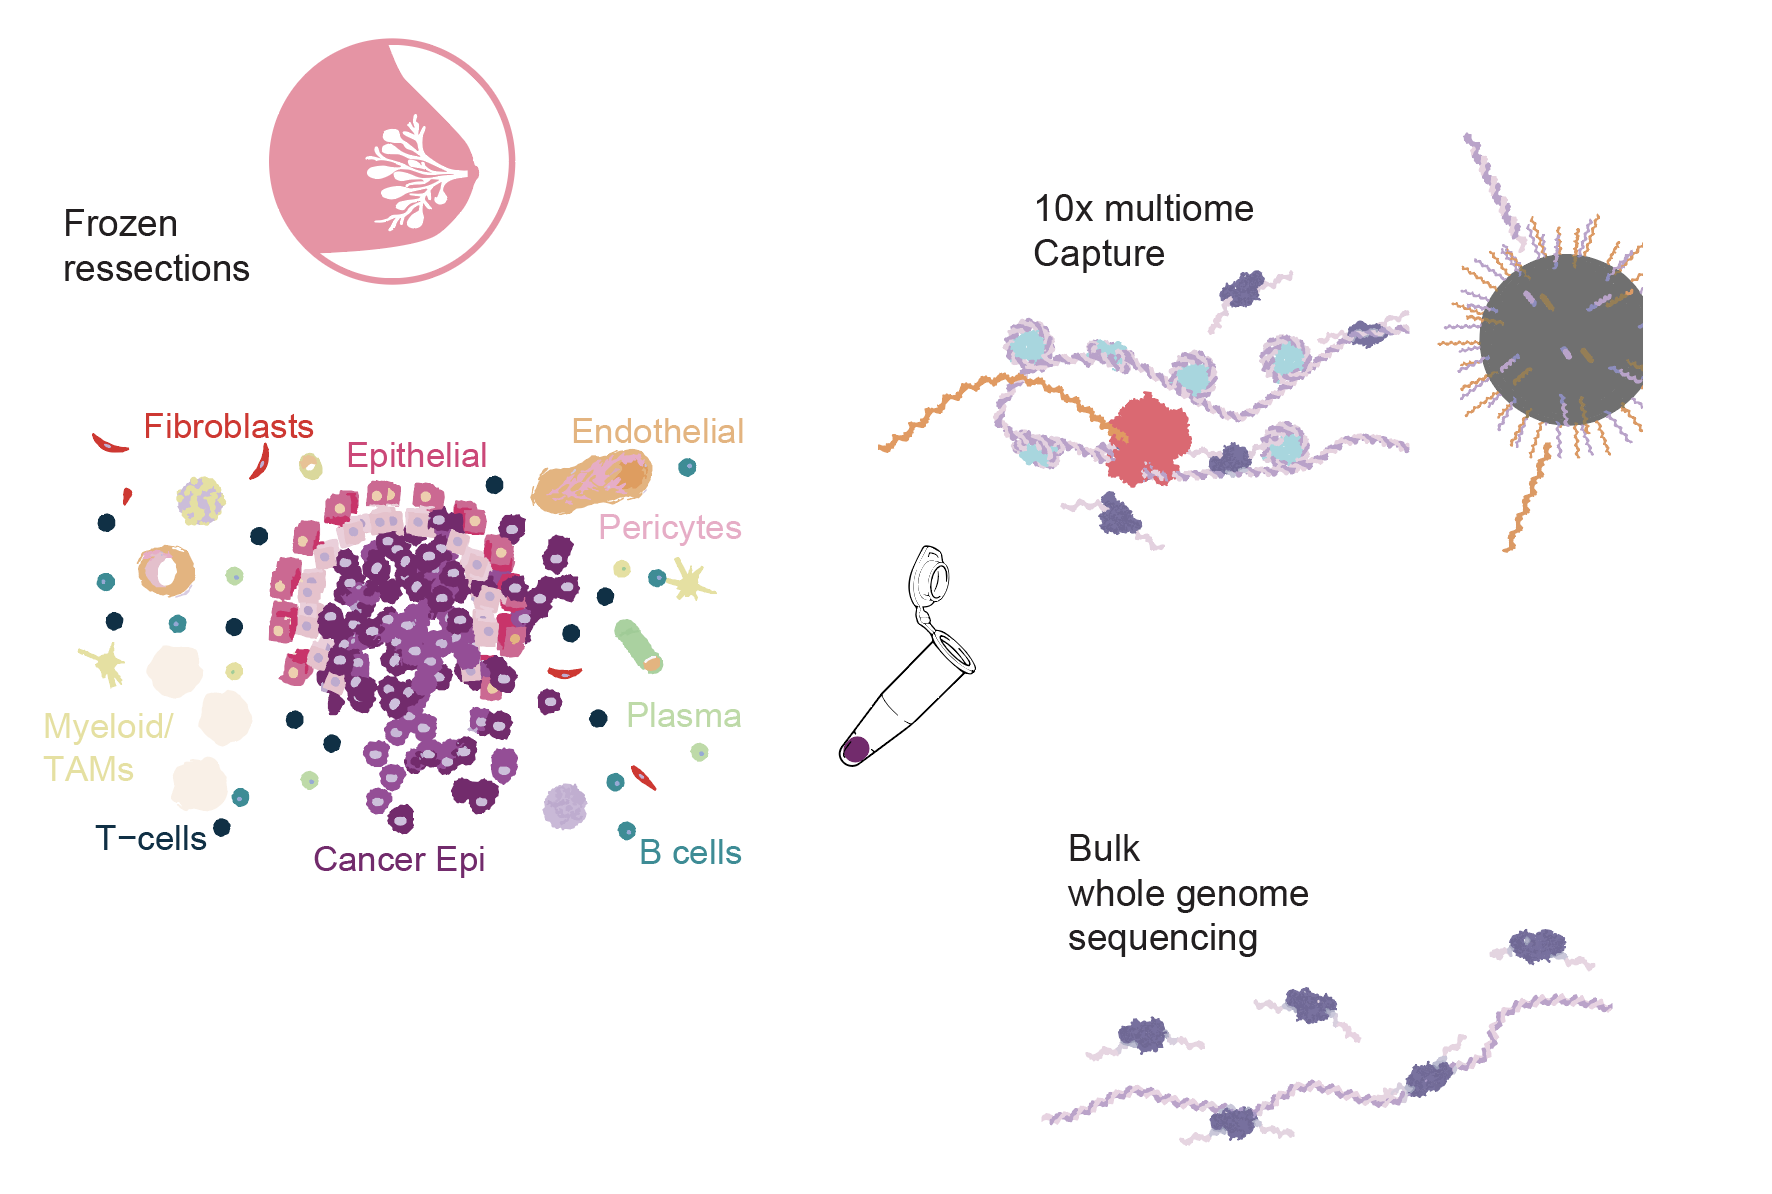 Frozen
ressections
10x multiome
Capture
Fibroblasts
Epithelial
Endothelial
Pericytes
Myeloid/
TAMs
Plasma
T−cells
Cancer Epi
B cells
Bulk
whole genome
sequencing